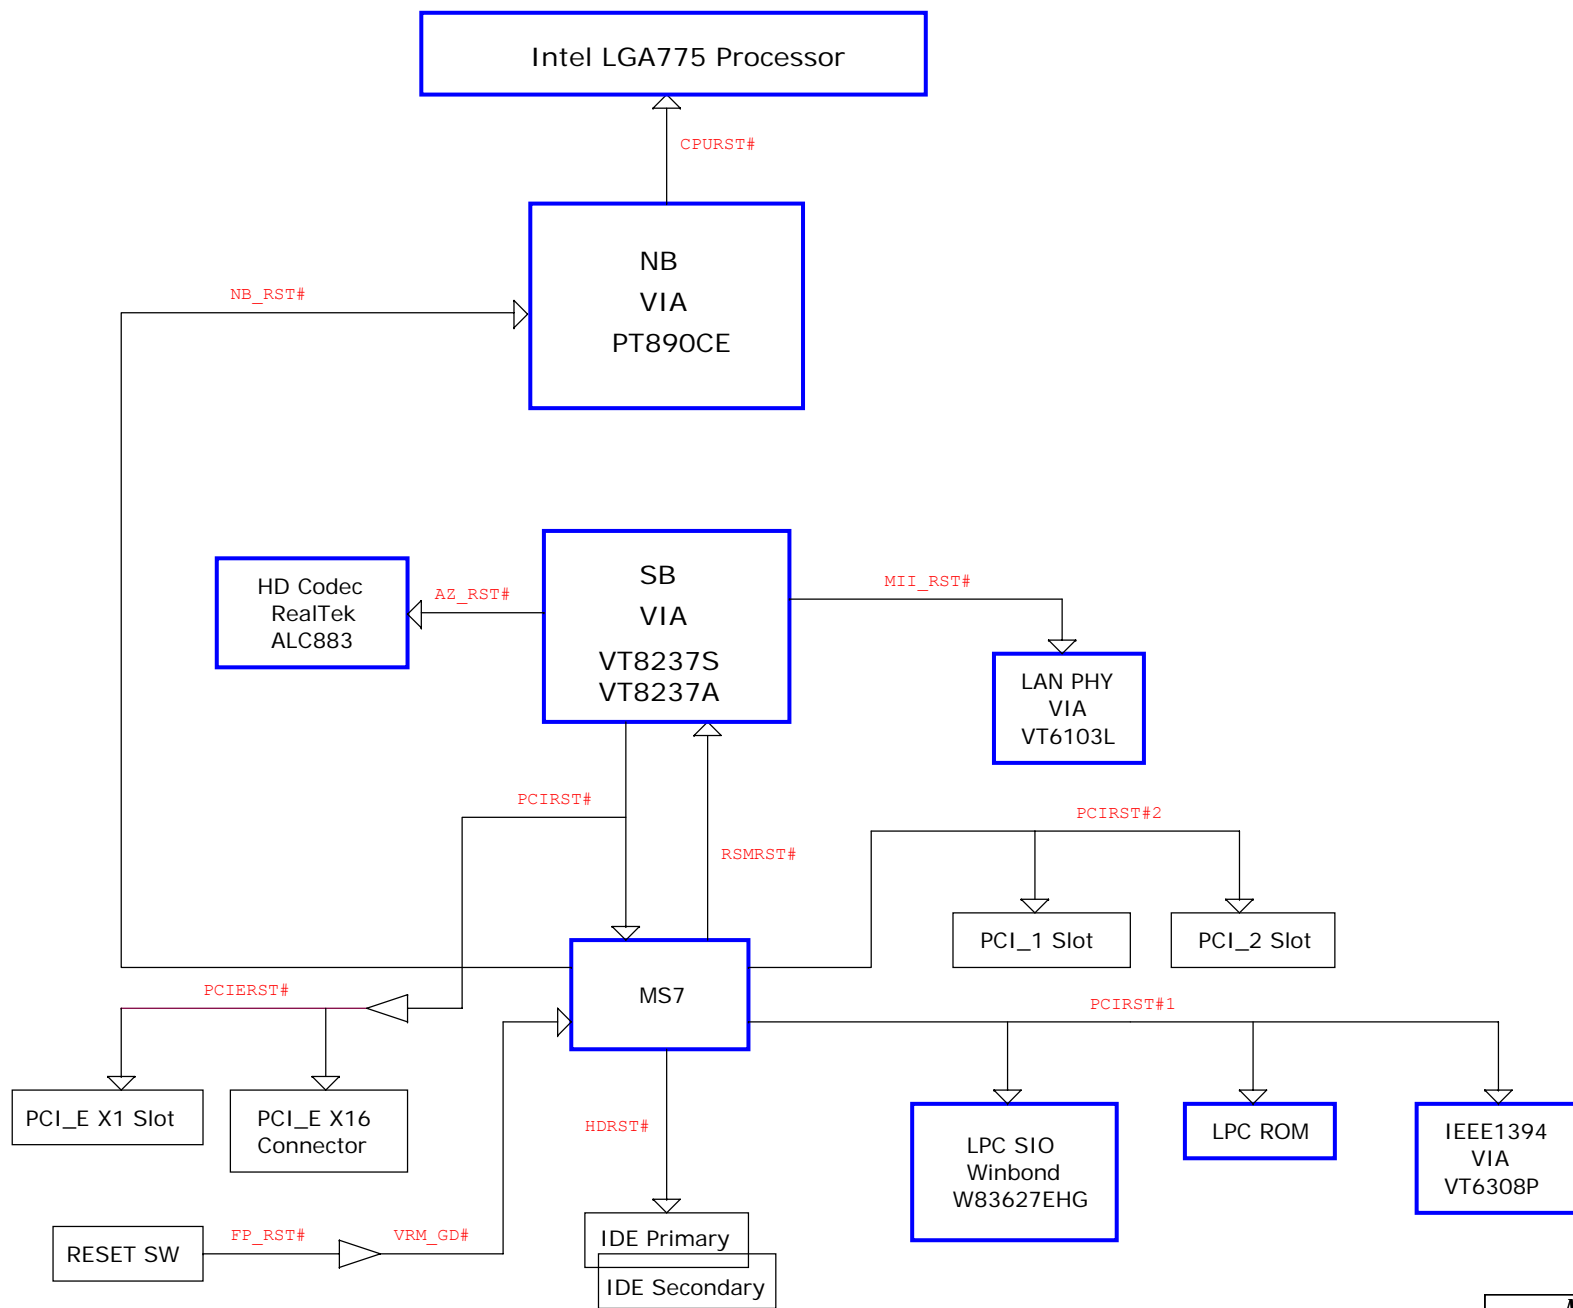 Intel LGA775 Processor
CPURST#
NB
VIA
PT890CE
NB_RST#
SB
VIA
VT8237S
VT8237A
HD Codec
RealTek
ALC883
AZ_RST#
MII_RST#
LAN PHY
VIA
VT6103L
PCIRST#
RSMRST#
PCIRST#2
PCI_1 Slot
PCI_2 Slot
MS7
PCIERST#
PCIRST#1
PCI_E X1 Slot
PCI_E X16
Connector
HDRST#
LPC SIO
Winbond
W83627EHG
LPC ROM
IEEE1394
VIA
VT6308P
RESET SW
FP_RST#
VRM_GD#
IDE Primary
IDE Secondary